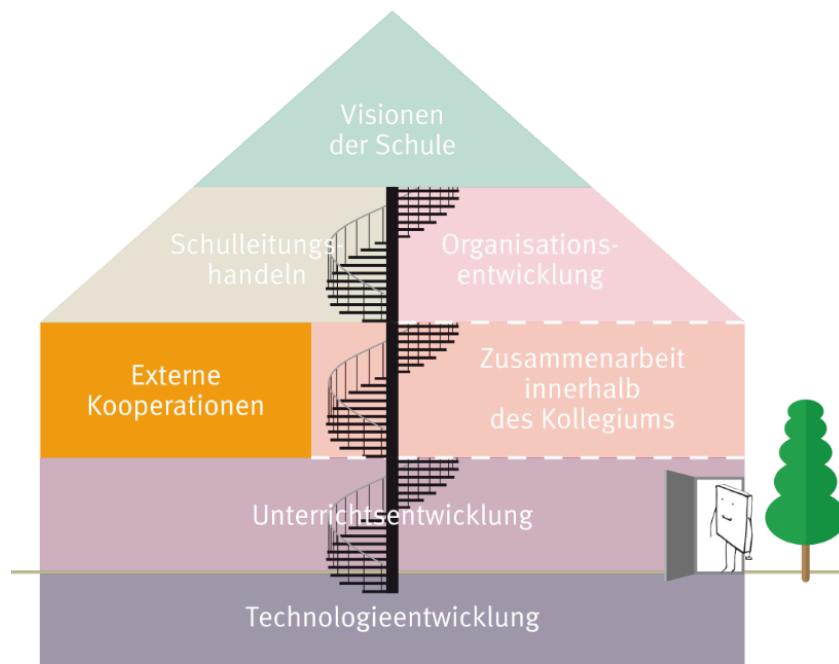 Visionen
der Schule
Schulleitungs-
handeln
Organisations-
entwicklung
Externe
Kooperationen
Zusammenarbeit
innerhalb
des Kollegiums
Unterrichtsentwicklung
Technologieentwicklung